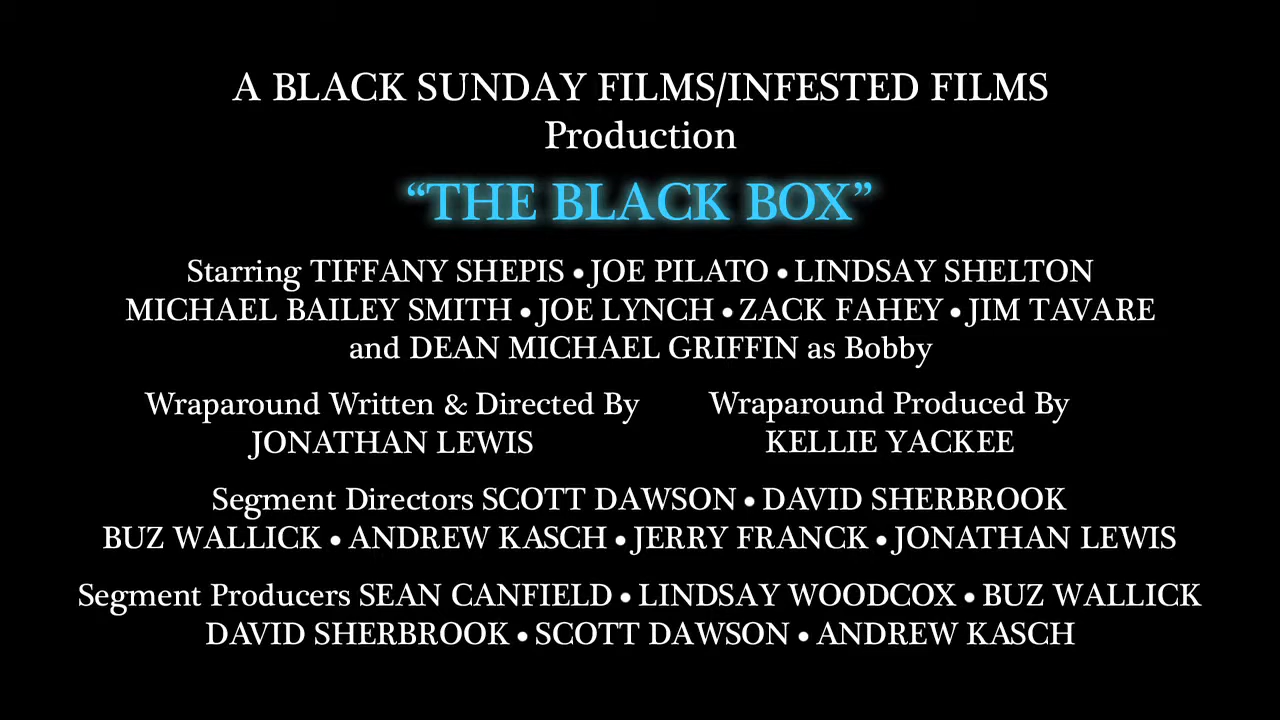 A BLACK SUNDAY FILMS/INFESTED FILMS
Production
“THE BLACK BOX”
Starring TIFFANY SHEPIS • JOE PILATO • LINDSAY SHELTON
MICHAEL BAILEY SMITH • JOE LYNCH • ZACK FAHEY • JIM TAVARE
and DEAN MICHAEL GRIFFIN as Bobby
Wraparound Written & Directed By
JONATHAN LEWIS
Wraparound Produced By
KELLIE YACKEE
Segment Directors SCOTT DAWSON • DAVID SHERBROOK
BUZ WALLICK • ANDREW KASCH • JERRY FRANCK • JONATHAN LEWIS
Segment Producers SEAN CANFIELD • LINDSAY WOODCOX • BUZ WALLICK
DAVID SHERBROOK • SCOTT DAWSON • ANDREW KASCH